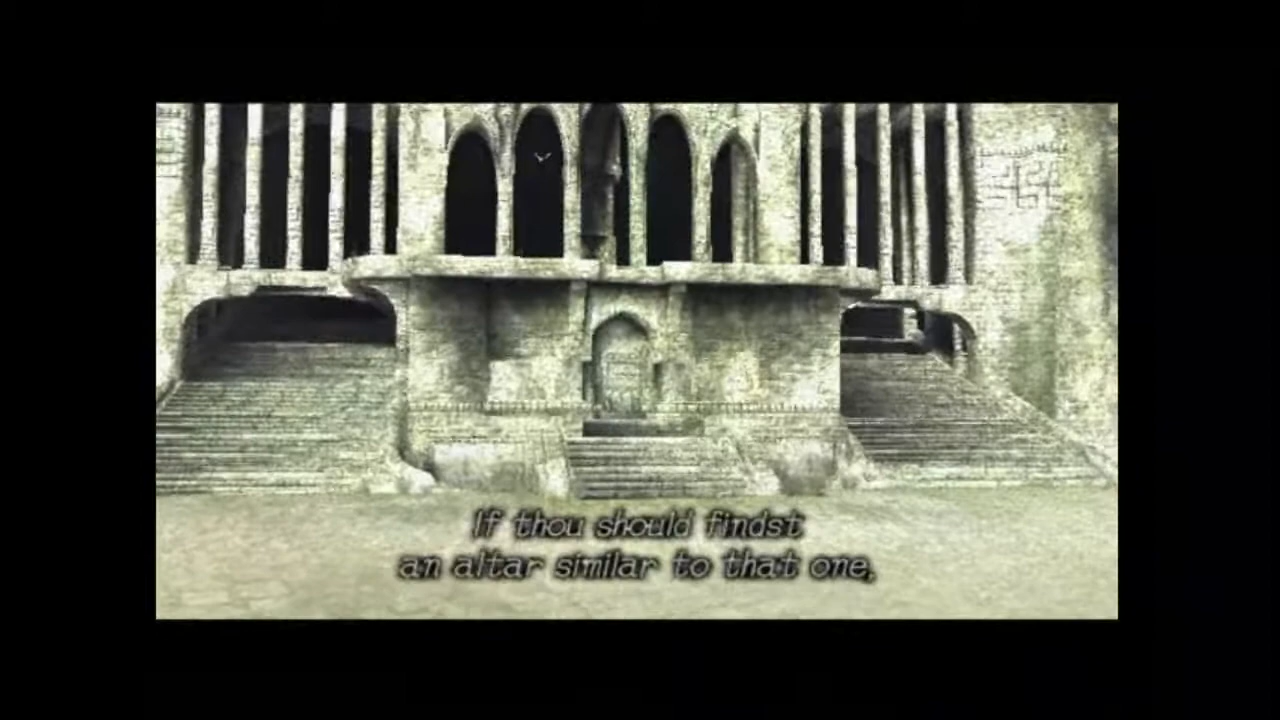 If thou should findst
an altar similar to that one,